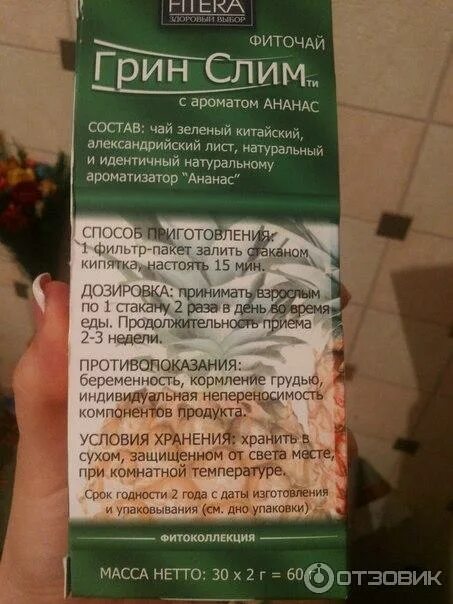 FITERA
ЗДОРОВЫЙ ВЫБОР
ФИТОЧАЙ
Грин Слим ТИ
с ароматом АНАНАС
СОСТАВ: чай зеленый китайский,
александрийский лист, натуральный
и идентичный натуральному
ароматизатор "Ананас"
СПОСОБ ПРИГОТОВЛЕНИЯ:
1 фильтр-пакет залить стаканом
кипятка, настоять 15 мин.
ДОЗИРОВКА: принимать взрослым
по 1 стакану 2 раза в день во время
еды. Продолжительность приема
2-3 недели.
ПРОТИВОПОКАЗАНИЯ:
беременность, кормление грудью,
индивидуальная непереносимость
компонентов продукта.
УСЛОВИЯ ХРАНЕНИЯ: хранить в
сухом, защищенном от света месте,
при комнатной температуре.
Срок годности 2 года с даты изготовления
и упаковывания (см. дно упаковки)
ФИТОКОЛЛЕКЦИЯ
МАССА НЕТТО: 30 х 2 г = 60 г
ОТЗОВИК